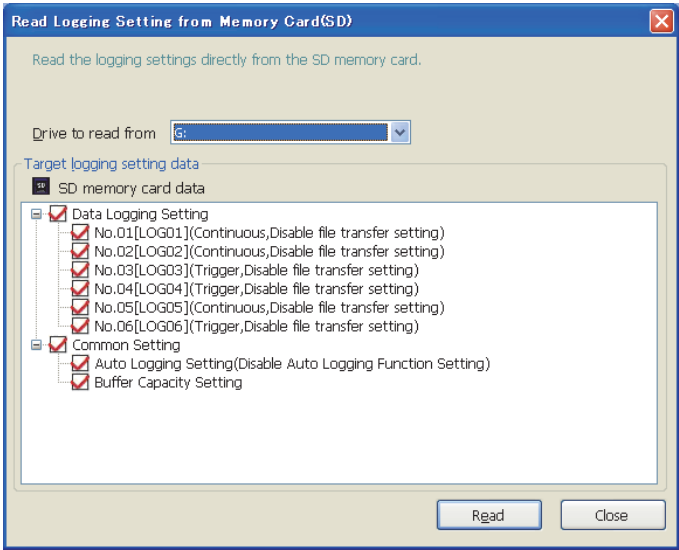 Read Logging Setting from Memory Card(SD)
Read the logging settings directly from the SD memory card.
Drive to read from G:
Target logging setting data
SD SD memory card data
Data Logging Setting
No.01[LOG01](Continuous,Disable file transfer setting)
No.02[LOG02](Continuous,Disable file transfer setting)
No.03[LOG03](Trigger,Disable file transfer setting)
No.04[LOG04](Trigger,Disable file transfer setting)
No.05[LOG05](Continuous,Disable file transfer setting)
No.06[LOG06](Trigger,Disable file transfer setting)
Common Setting
Auto Logging Setting(Disable Auto Logging Function Setting)
Buffer Capacity Setting
Read Close